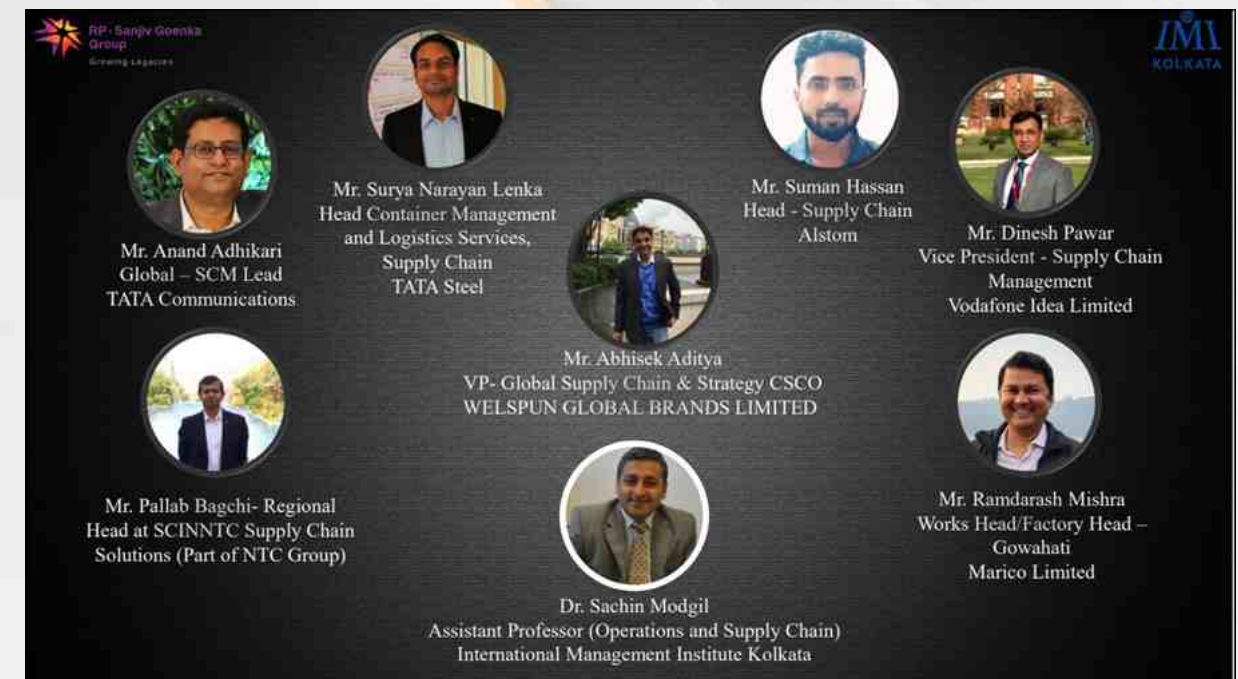 RP-Sanjiv Goenka
Group
Growing Legacies
IMI
KOLKATA
Mr. Anand Adhikari
Global – SCM Lead
TATA Communications
Mr. Surya Narayan Lenka
Head Container Management
and Logistics Services,
Supply Chain
TATA Steel
Mr. Suman Hassan
Head - Supply Chain
Alstom
Mr. Dinesh Pawar
Vice President - Supply Chain
Management
Vodafone Idea Limited
Mr. Abhisek Aditya
VP- Global Supply Chain & Strategy CSCO
WELSPUN GLOBAL BRANDS LIMITED
Mr. Pallab Bagchi- Regional
Head at SCINNTC Supply Chain
Solutions (Part of NTC Group)
Mr. Ramdarash Mishra
Works Head/Factory Head –
Gowahati
Marico Limited
Dr. Sachin Modgil
Assistant Professor (Operations and Supply Chain)
International Management Institute Kolkata